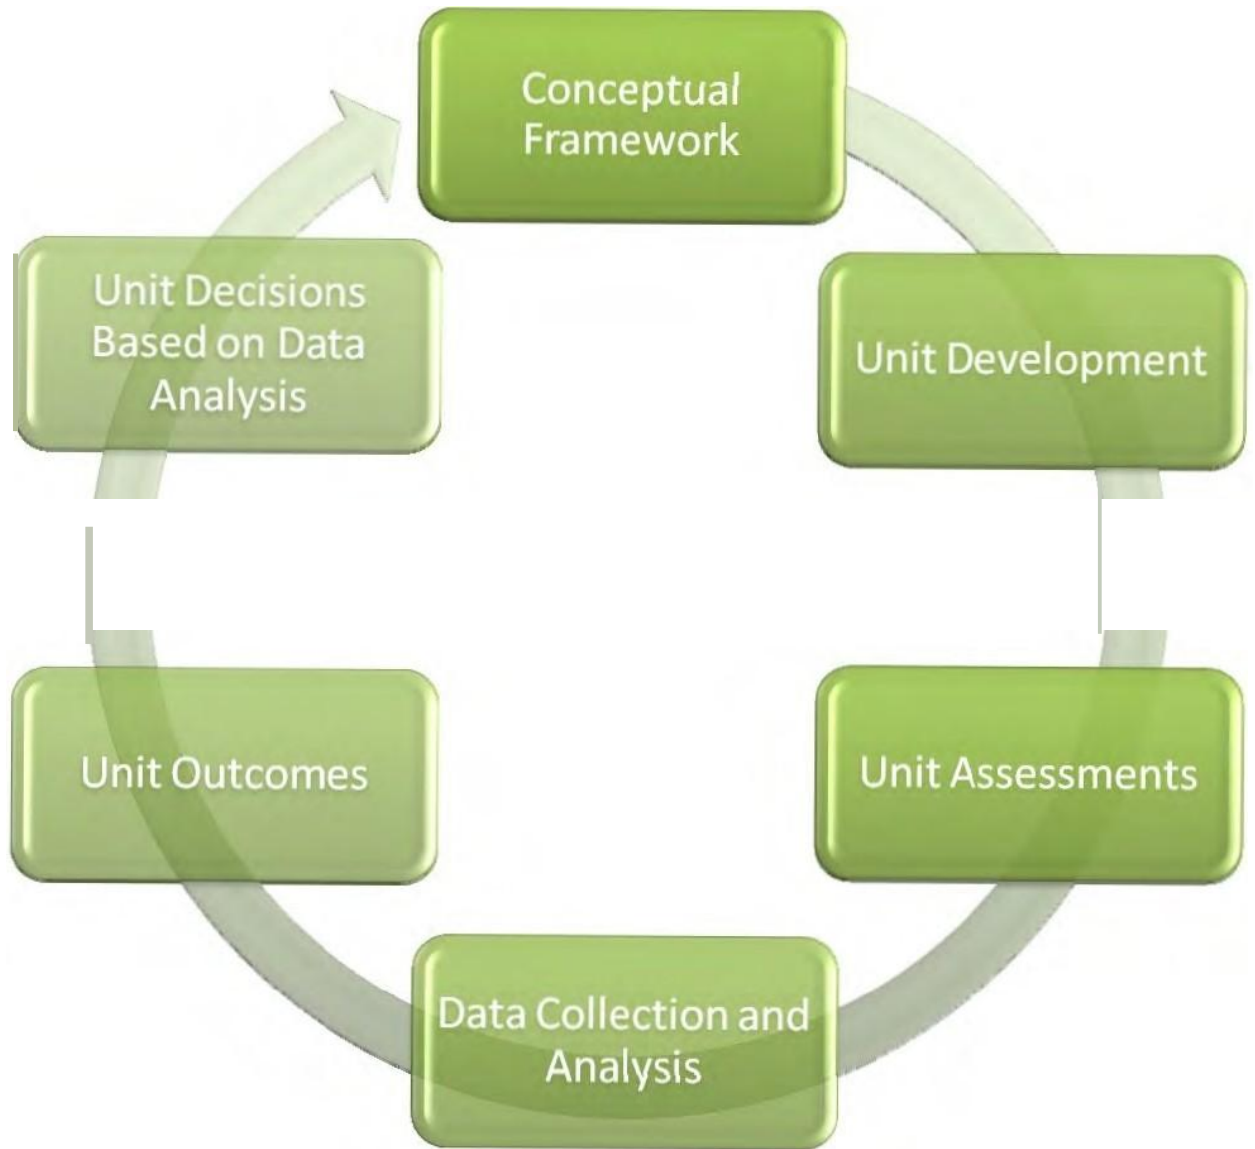 Conceptual
Framework
Unit Development
Unit Assessments
Data Collection and
Analysis
Unit Outcomes
Unit Decisions
Based on Data
Analysis